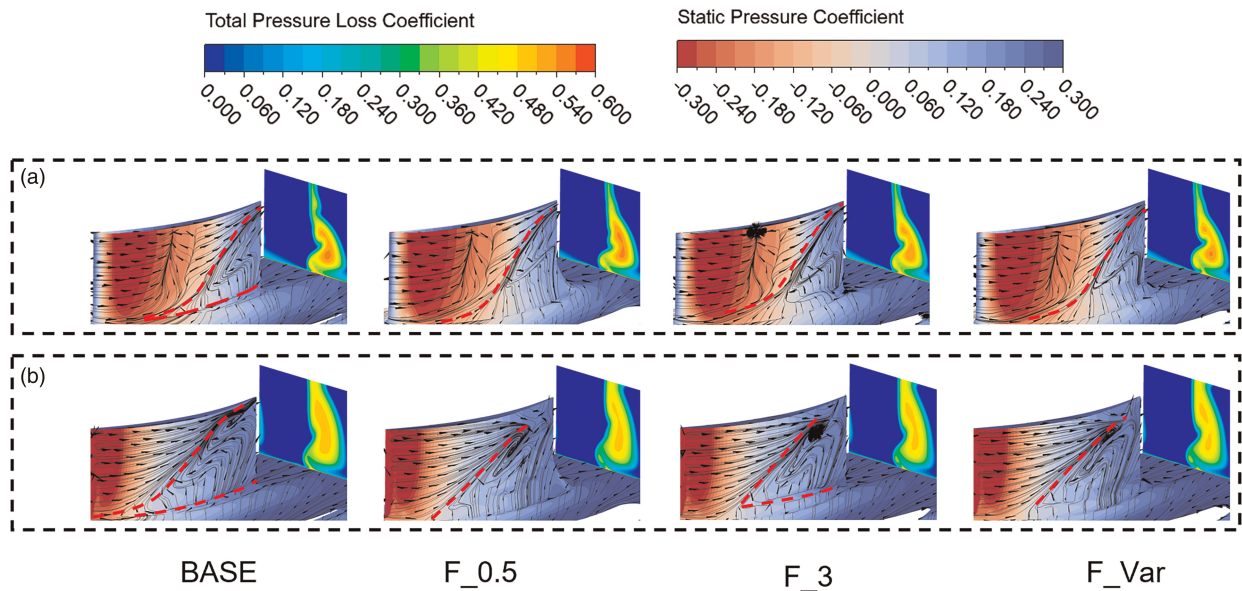 Total Pressure Loss Coefficient
Static Pressure Coefficient
0.000 0.060 0.120 0.180 0.240 0.300 0.360 0.420 0.480 0.540 0.600
-0.300 -0.240 -0.180 -0.120 -0.060 0.000 0.060 0.120 0.180 0.240 0.300
(a)
(b)
BASE F_0.5 F_3 F_Var